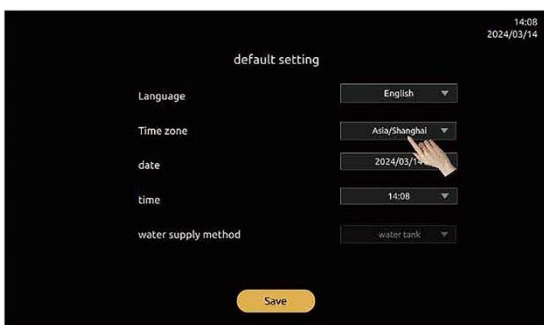 14:08
2024/03/14
default setting
Language
English
Time zone
Asia/Shanghai
date
2024/03/14
time
14:08
water supply method
water tank
Save